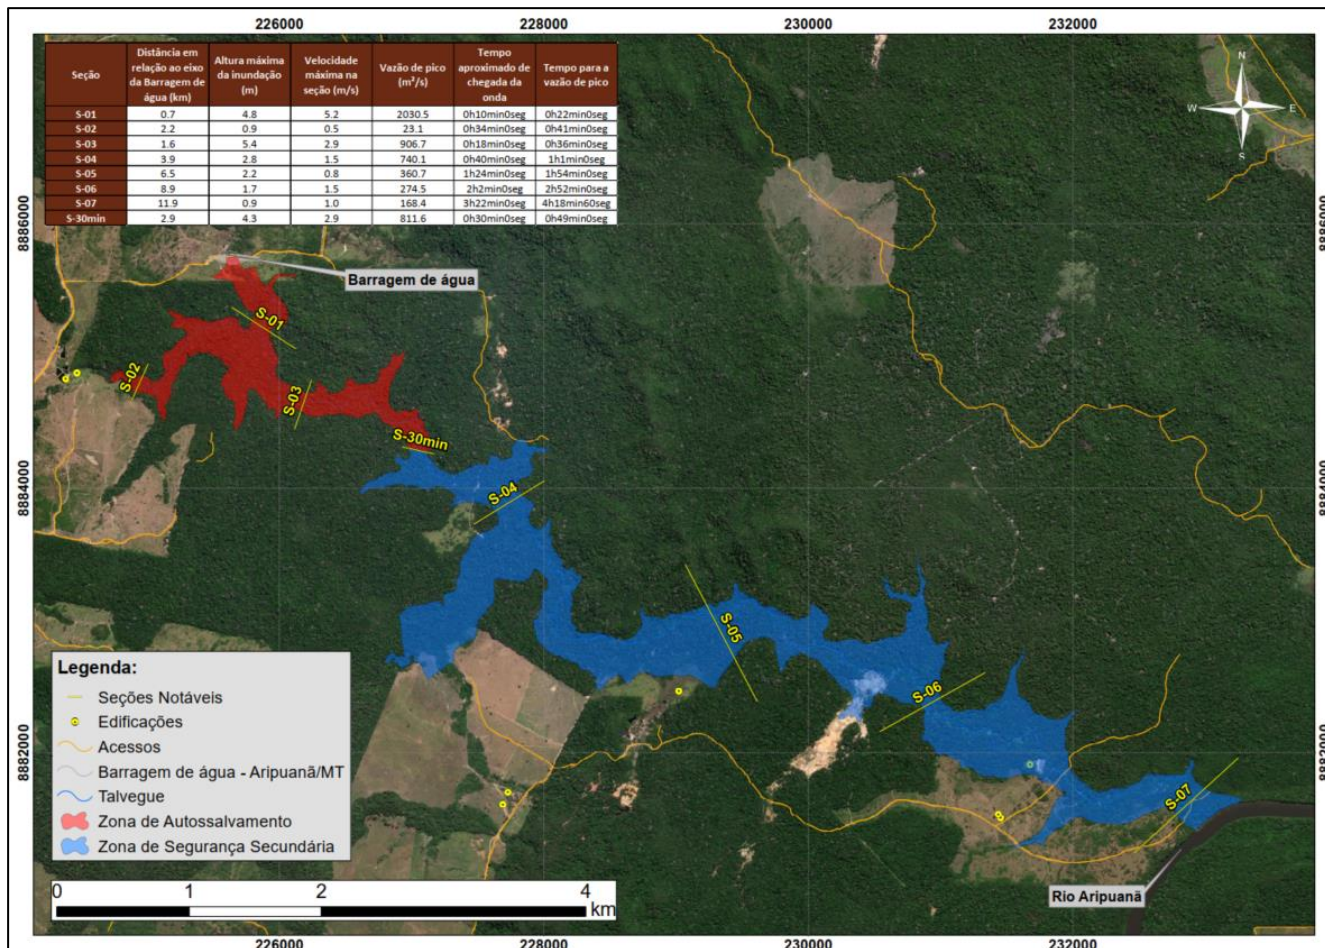 226000 228000 230000 232000
Seção | Distância em relação ao eixo da Barragem de água (km) | Altura máxima da inundação (m) | Velocidade máxima na seção (m/s) | Vazão de pico (m³/s) | Tempo aproximado de chegada da onda | Tempo para a vazão de pico
S-01 0.7 4.8 5.2 2030.5 0h10min0seg 0h22min0seg
S-02 2.2 0.9 0.5 23.1 0h34min0seg 0h41min0seg
S-03 1.6 5.4 2.9 906.7 0h18min0seg 0h36min0seg
S-04 3.9 2.8 1.5 740.1 0h40min0seg 1h1min0seg
S-05 6.5 2.2 0.8 360.7 1h24min0seg 1h54min0seg
S-06 8.9 1.7 1.5 274.5 2h2min0seg 2h52min0seg
S-07 11.9 0.9 1.0 168.4 3h22min0seg 4h18min60seg
S-30min 2.9 4.3 2.9 811.6 0h30min0seg 0h49min0seg
N
W E
S
8886000 8886000
Barragem de água
S-01
S-02
S-03
S-30min
8884000 8884000
S-04
S-05
S-06
8882000 8882000
S-07
Legenda:
Seções Notáveis
Edificações
Acessos
Barragem de água - Aripuanã/MT
Talvegue
Zona de Autossalvamento
Zona de Segurança Secundária
Rio Aripuanã
0 1 2 4
km
226000 228000 230000 232000